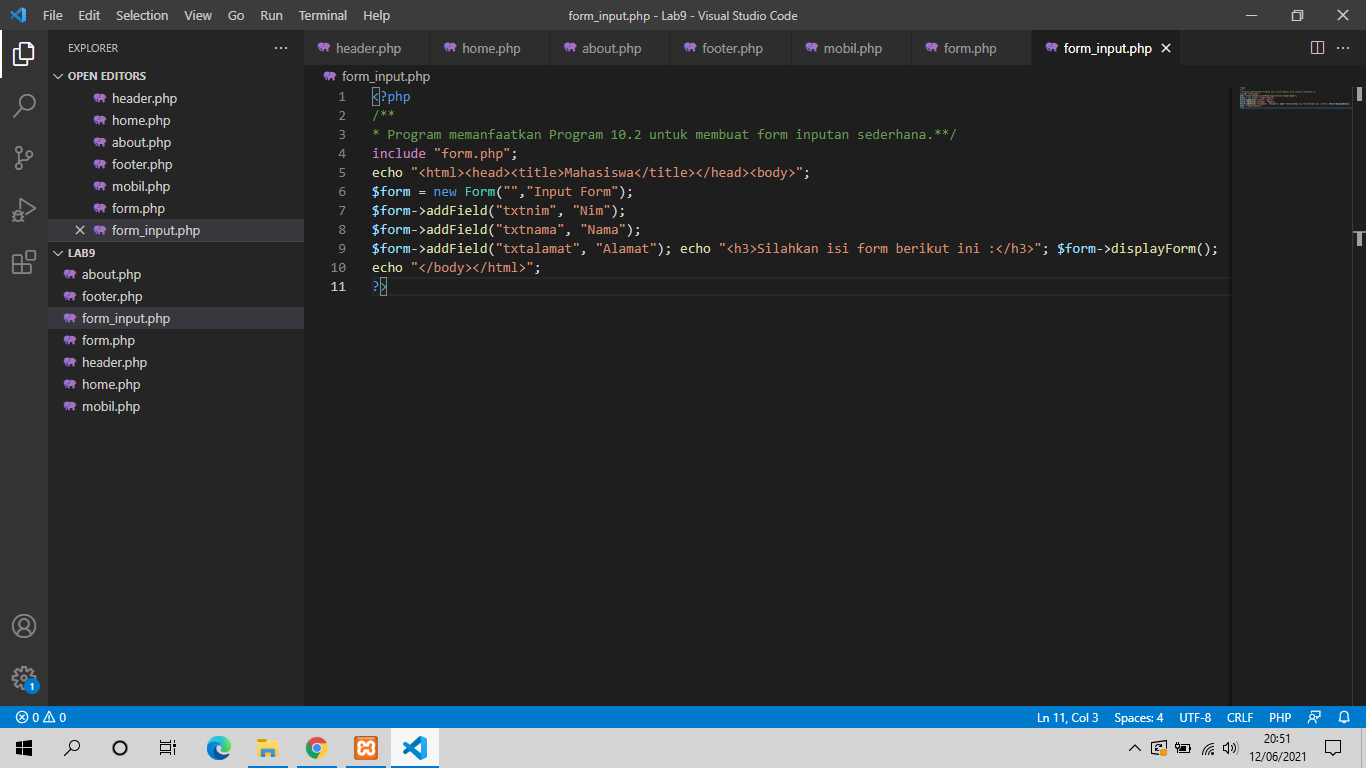 File Edit Selection View Go Run Terminal Help
form_input.php - Lab9 - Visual Studio Code
EXPLORER
OPEN EDITORS
header.php
home.php
about.php
footer.php
mobil.php
form.php
form_input.php
LAB9
about.php
footer.php
form_input.php
form.php
header.php
home.php
mobil.php
header.php home.php about.php footer.php mobil.php form.php form_input.php
form_input.php
1 <?php
2 /**
3 * Program memanfaatkan Program 10.2 untuk membuat form inputan sederhana.**/
4 include "form.php";
5 echo "<html><head><title>Mahasiswa</title></head><body>";
6 $form = new Form("","Input Form");
7 $form->addField("txtnim", "Nim");
8 $form->addField("txtnama", "Nama");
9 $form->addField("txtalamat", "Alamat"); echo "<h3>Silahkan isi form berikut ini :</h3>"; $form->displayForm();
10 echo "</body></html>";
11 ?>
1
0 0
Ln 11, Col 3 Spaces: 4 UTF-8 CRLF PHP
20:51
12/06/2021